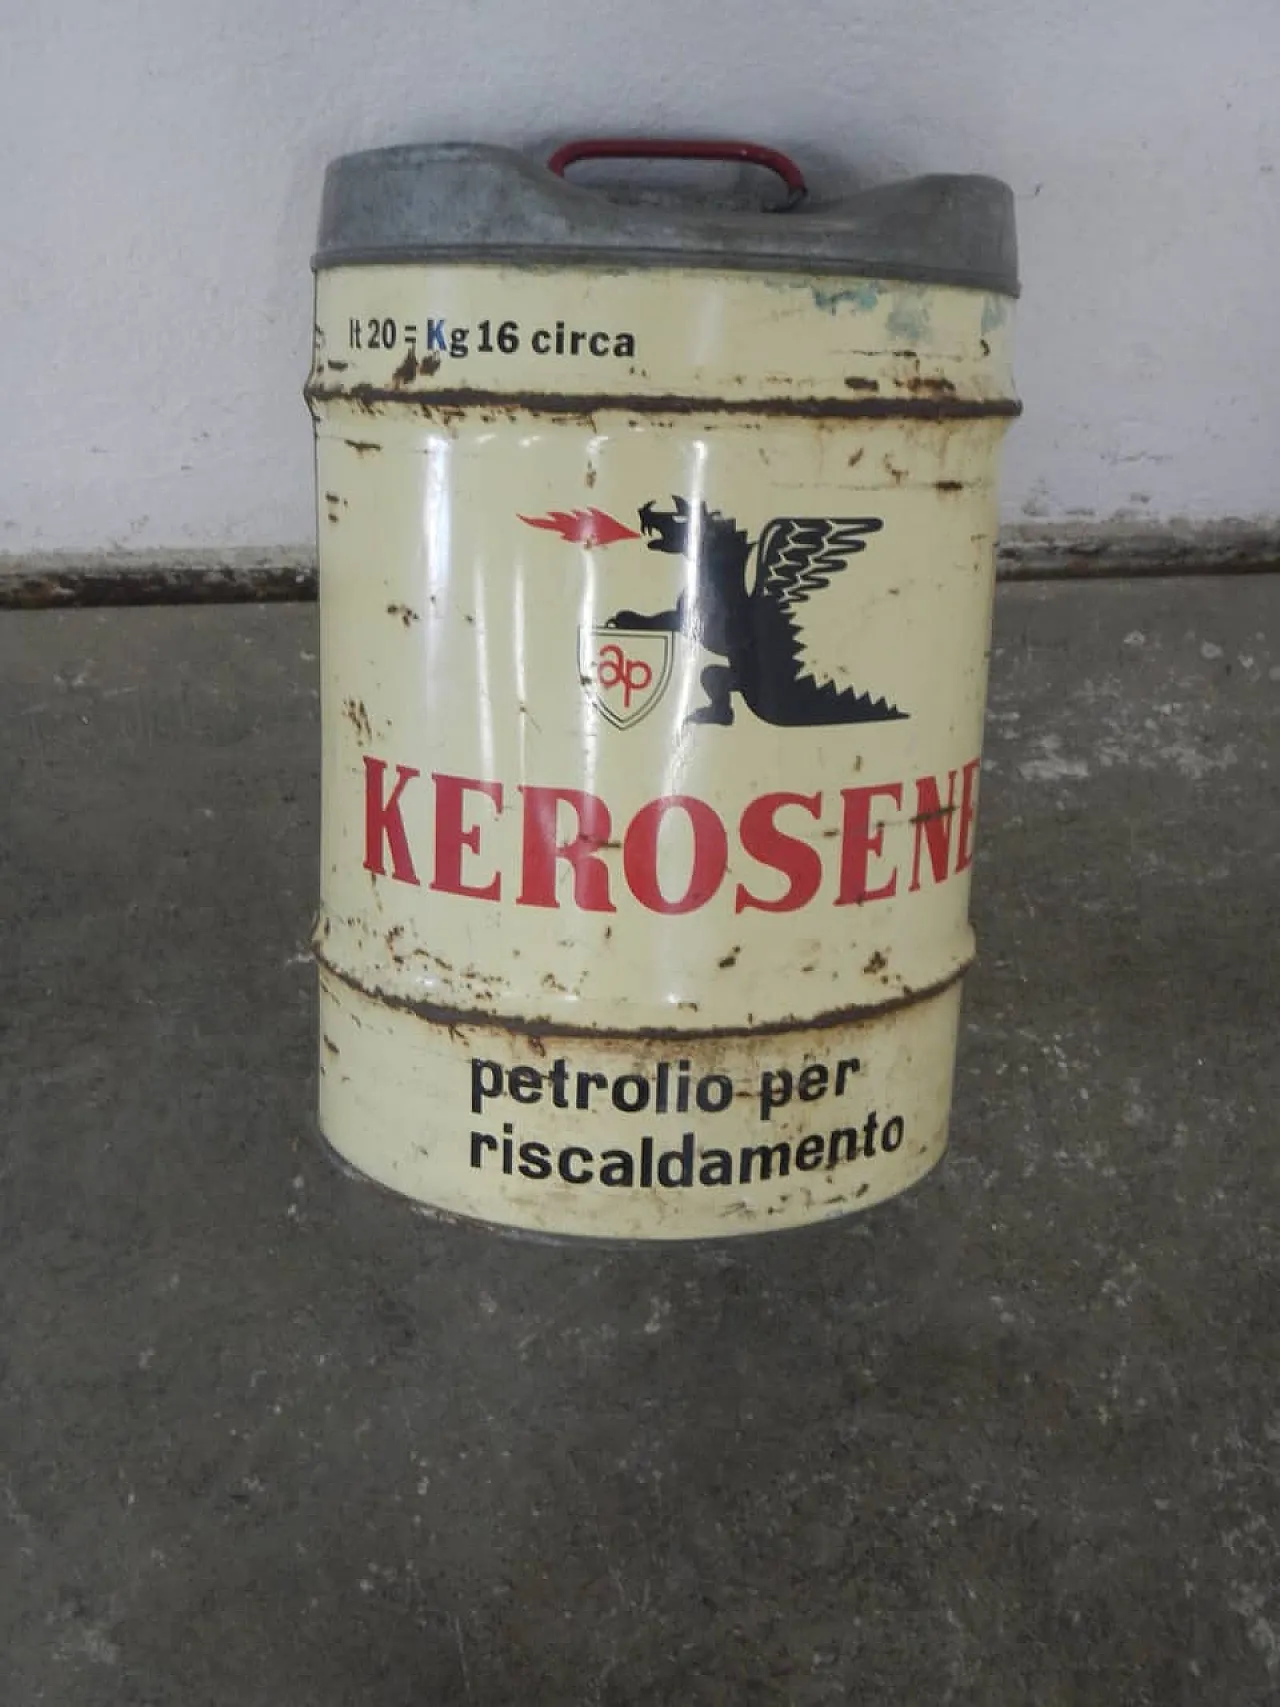 lt 20 = Kg 16 circa
ap
KEROSENE
petrolio per
riscaldamento